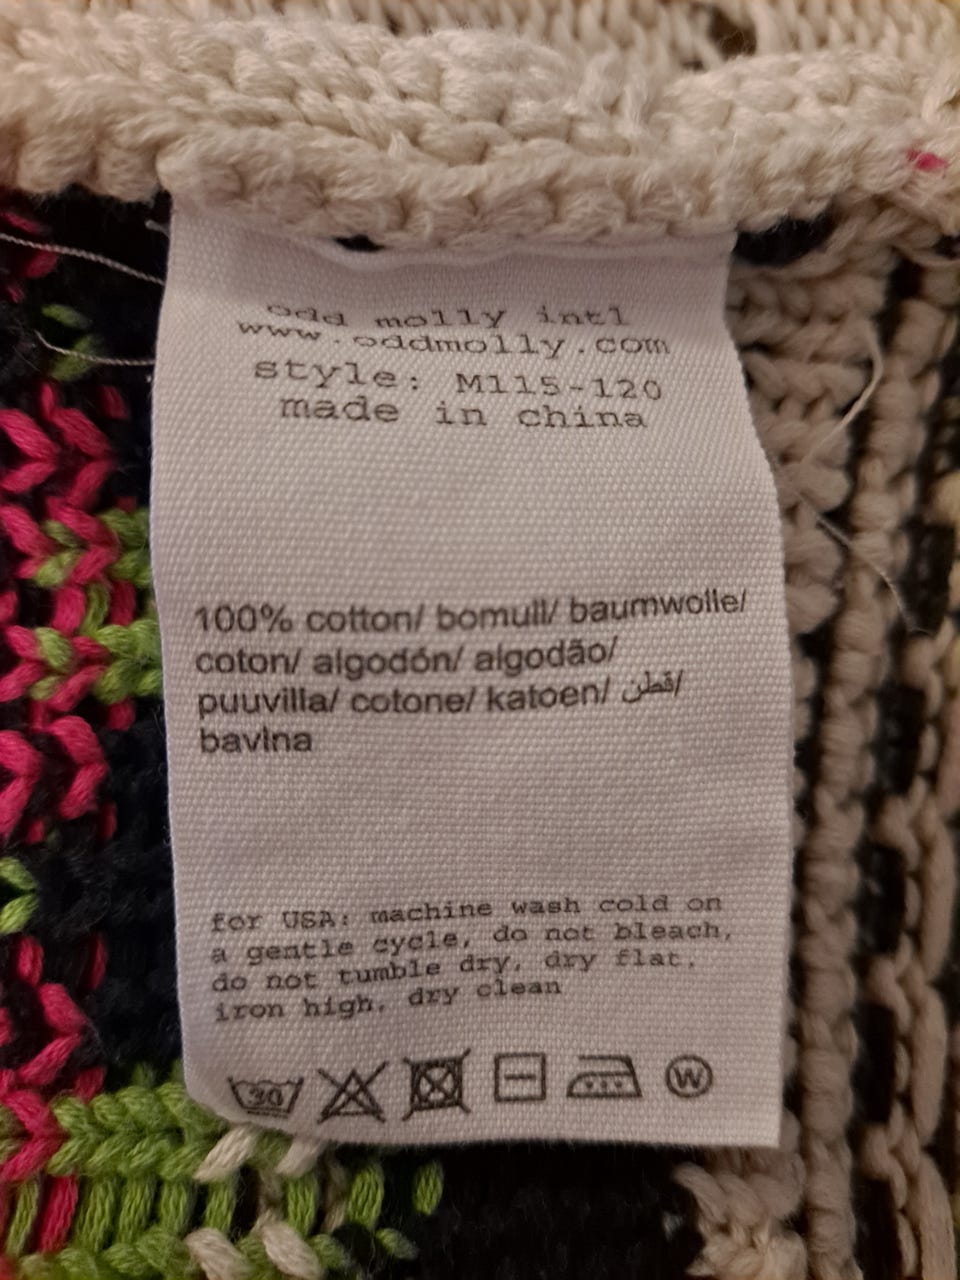 odd molly intl
www.oddmolly.com
style: M115-120
made in china
100% cotton/ bomull/ baumwolle/
coton/ algodón/ algodão/
puuvilla/ cotone/ katoen/ قطن/
bavlna
for USA: machine wash cold on
a gentle cycle, do not bleach,
do not tumble dry, dry flat,
iron high, dry clean
30 W